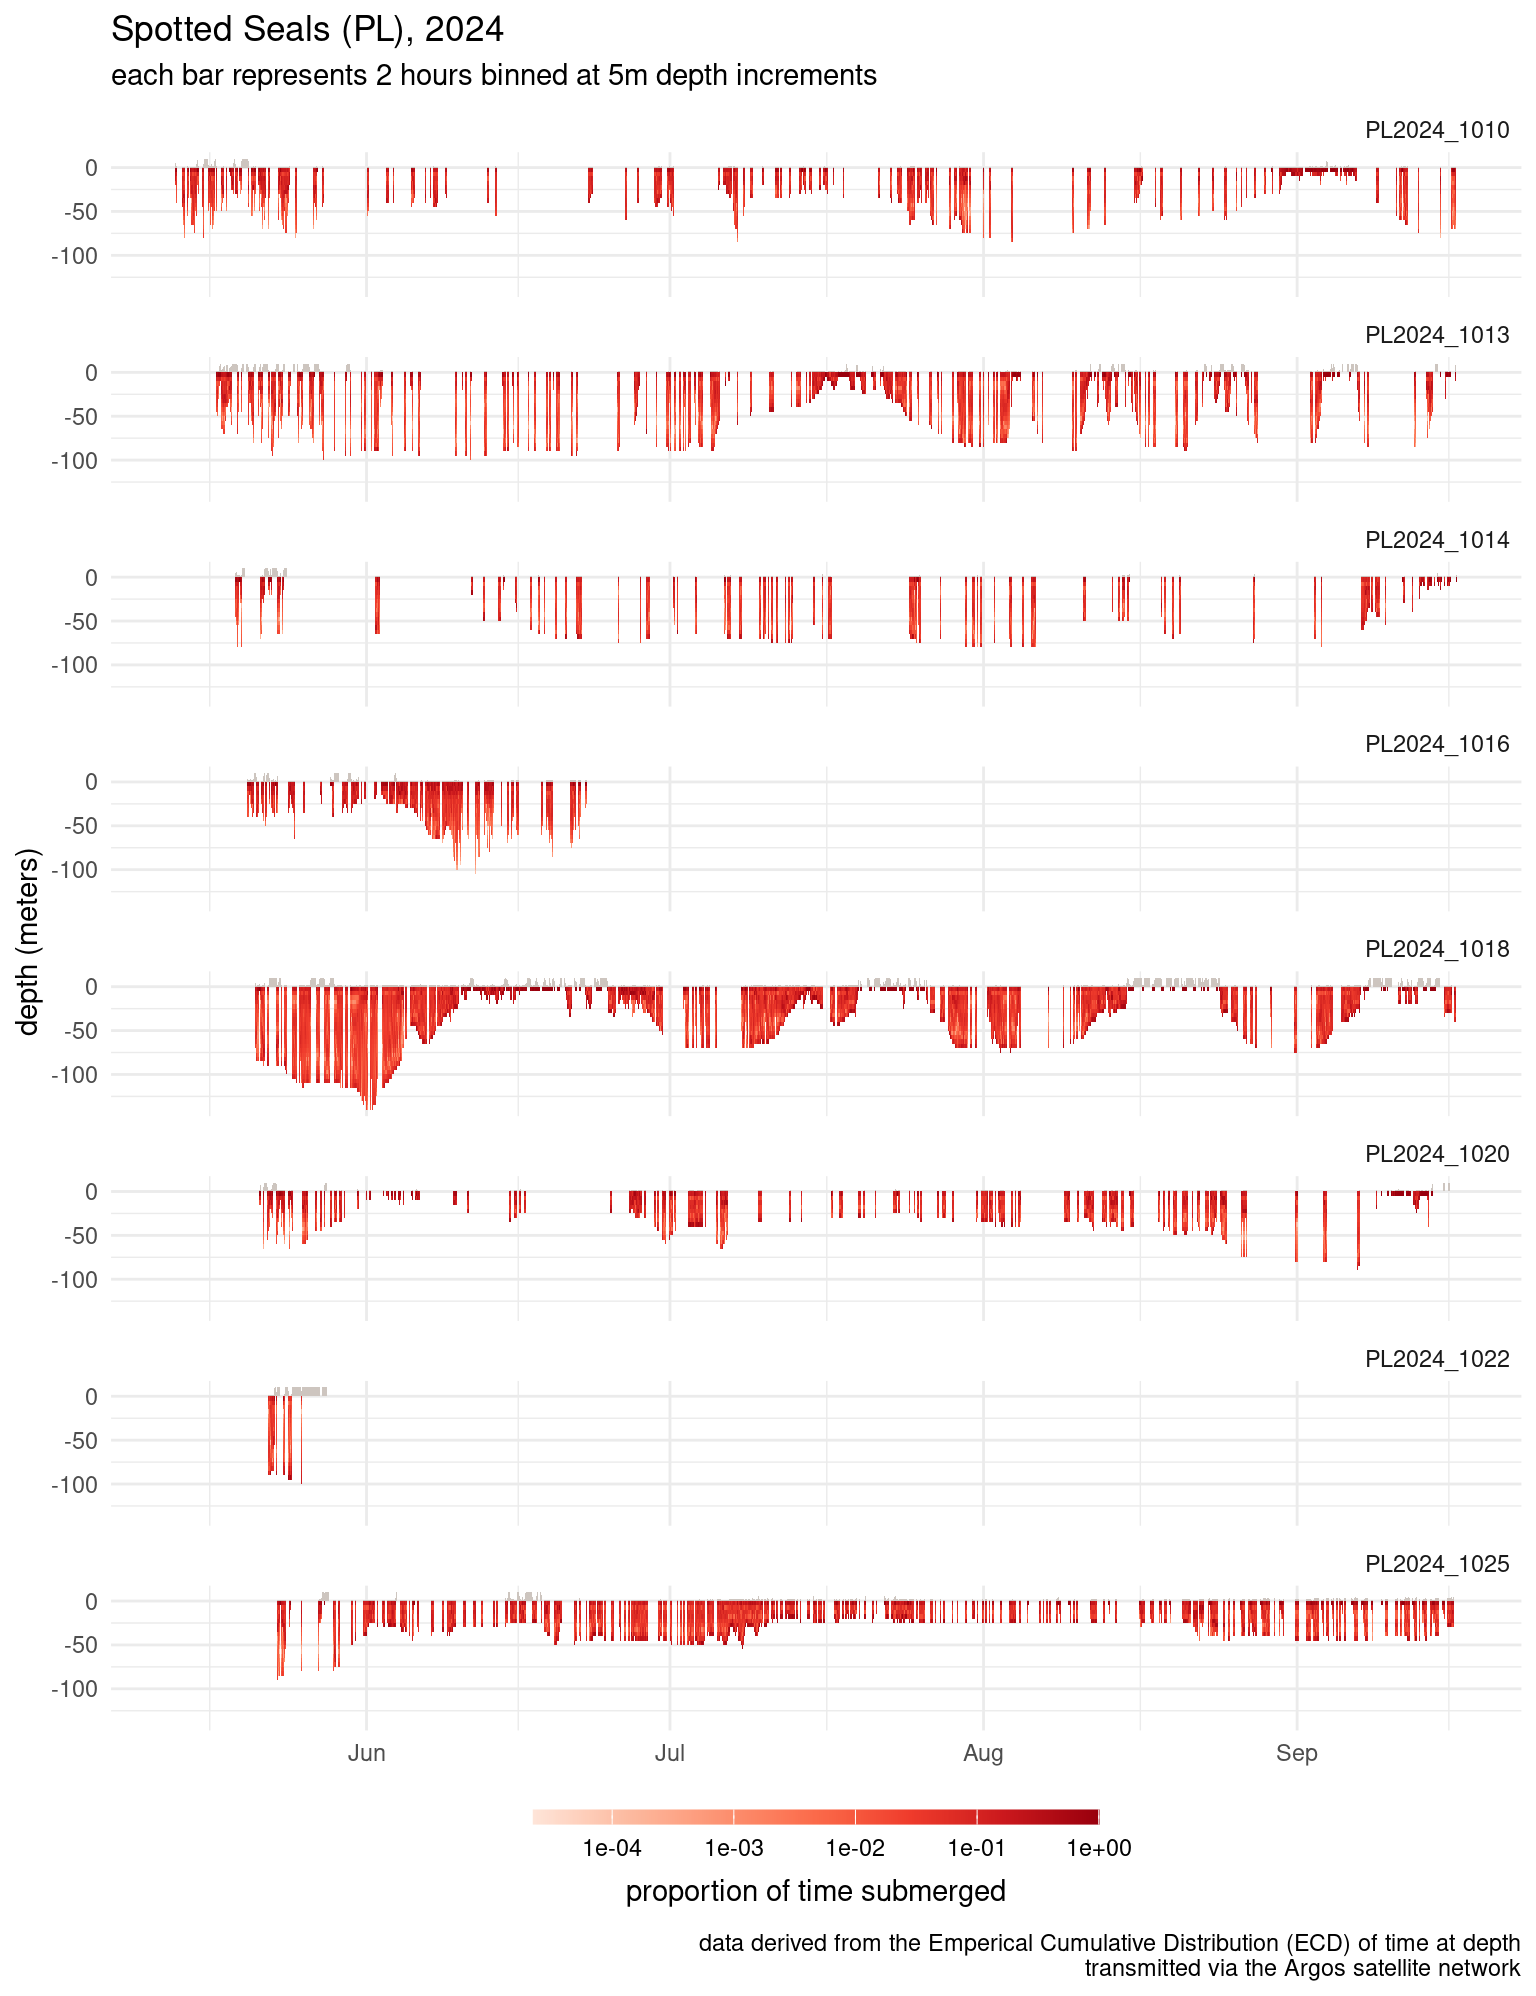 Spotted Seals (PL), 2024
each bar represents 2 hours binned at 5m depth increments
PL2024_1010
0
-50
-100
PL2024_1013
0
-50
-100
PL2024_1014
0
-50
-100
PL2024_1016
0
-50
-100
depth (meters)
PL2024_1018
0
-50
-100
PL2024_1020
0
-50
-100
PL2024_1022
0
-50
-100
PL2024_1025
0
-50
-100
Jun Jul Aug Sep
1e-04 1e-03 1e-02 1e-01 1e+00
proportion of time submerged
data derived from the Emperical Cumulative Distribution (ECD) of time at depth
transmitted via the Argos satellite network